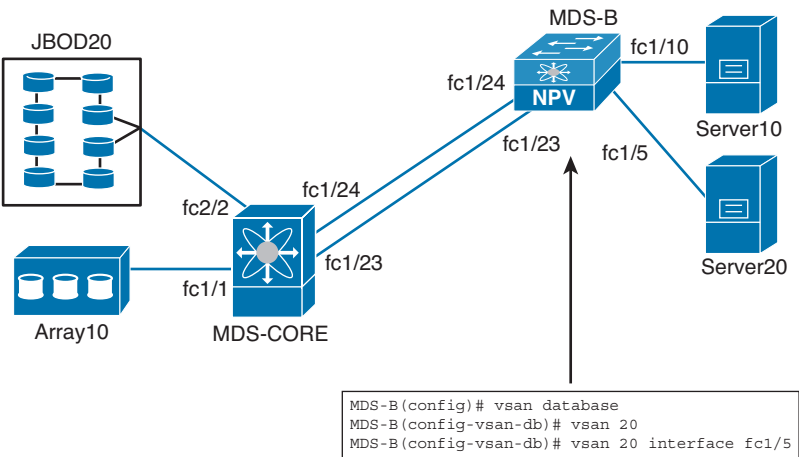 MDS-B
JBOD20
fc1/10
fc1/24
NPV
Server10
fc1/23
fc1/5
fc1/24
fc2/2
Server20
fc1/23
fc1/1
Array10
MDS-CORE
MDS-B(config)# vsan database
MDS-B(config-vsan-db)# vsan 20
MDS-B(config-vsan-db)# vsan 20 interface fc1/5